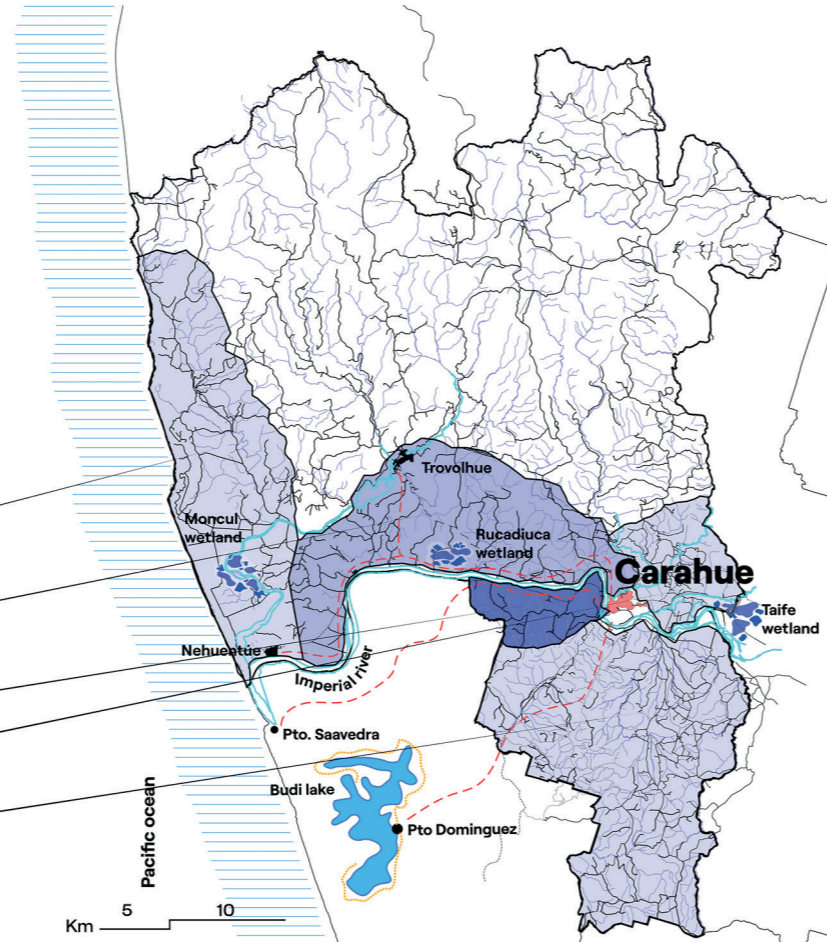 Trovolhue
Moncul
wetland
Rucadiuca
wetland
Carahue
Taife
wetland
Nehuentúe
Imperial river
Pto. Saavedra
Budi lake
Pto Dominguez
Pacific ocean
5
10
Km